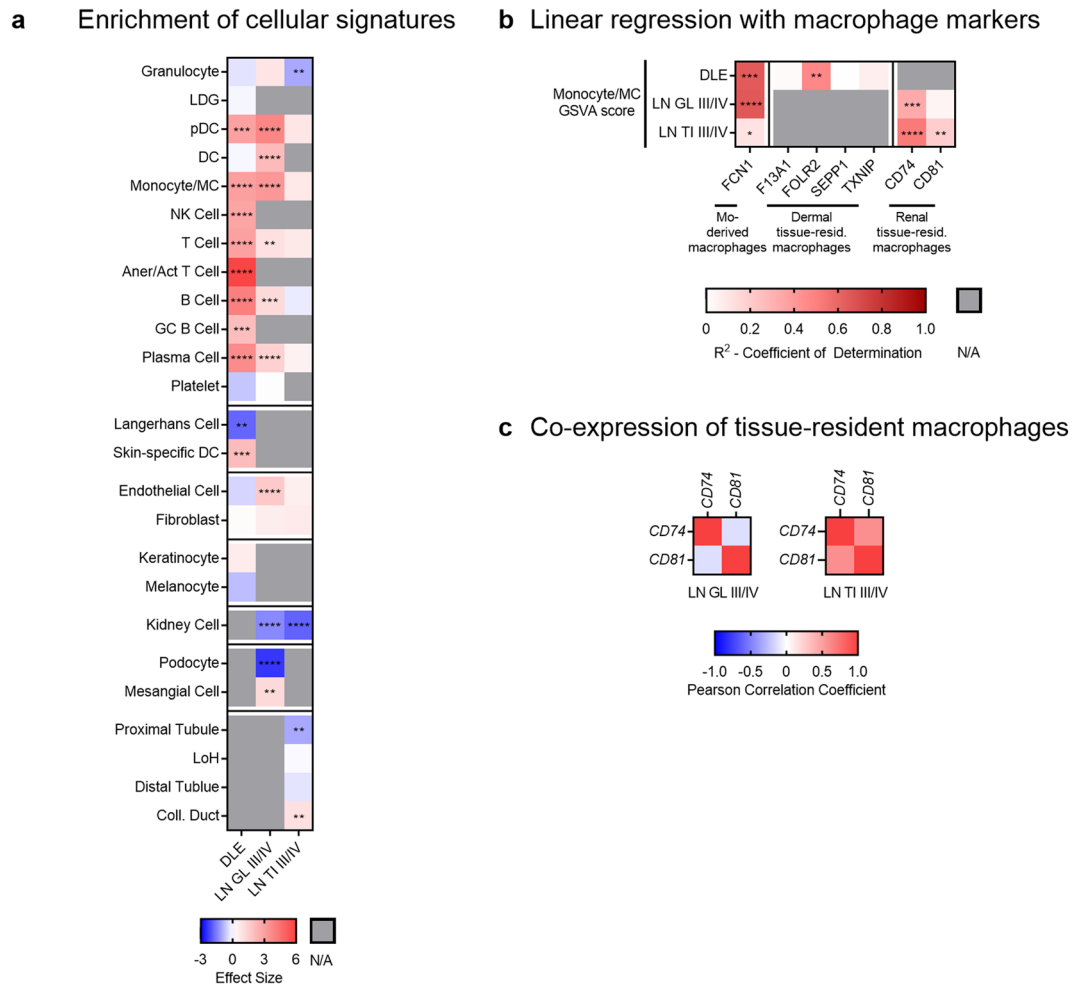 a Enrichment of cellular signatures
Granulocyte **
LDG
pDC *** **** 
DC ****
Monocyte/MC **** ****
NK Cell ****
T Cell **** **
Aner/Act T Cell ****
B Cell **** ***
GC B Cell ***
Plasma Cell **** ****
Platelet
Langerhans Cell **
Skin-specific DC ***
Endothelial Cell ****
Fibroblast
Keratinocyte
Melanocyte
Kidney Cell **** ****
Podocyte ****
Mesangial Cell **
Proximal Tubule **
LoH
Distal Tublue
Coll. Duct **
DLE
LN GL III/IV
LN TI III/IV
-3 0 3 6 N/A
Effect Size
b Linear regression with macrophage markers
Monocyte/MC
GSVA score
DLE *** **
LN GL III/IV **** ***
LN TI III/IV * **** **
FCN1
F13A1
FOLR2
SEPP1
TXNIP
CD74
CD81
Mo-
derived
macrophages
Dermal
tissue-resid.
macrophages
Renal
tissue-resid.
macrophages
0 0.2 0.4 0.6 0.8 1.0
R² - Coefficient of Determination N/A
c Co-expression of tissue-resident macrophages
CD74 CD81
CD74
CD81
LN GL III/IV
CD74 CD81
CD74
CD81
LN TI III/IV
-1.0 -0.5 0 0.5 1.0
Pearson Correlation Coefficient